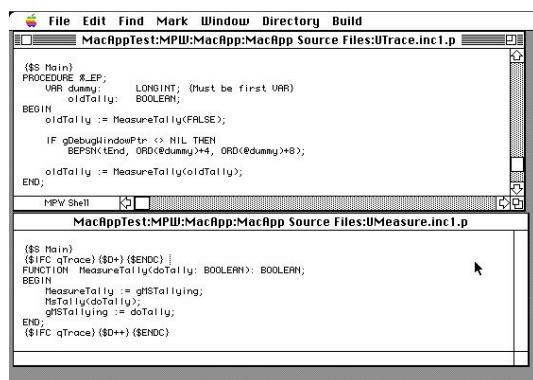 File Edit Find Mark Window Directory Build
MacAppTest:MPW:MacApp:MacApp Source Files:UTrace.inc1.p
{$S Main}
PROCEDURE %_EP;
VAR dummy: LONGINT; {Must be first VAR}
oldTally: BOOLEAN;
BEGIN
oldTally := MeasureTally(FALSE);
IF gDebugWindowPtr <> NIL THEN
BEPSN(tEnd, ORD(@dummy)+4, ORD(@dummy)+8);
oldTally := MeasureTally(oldTally);
END;
MPW Shell
MacAppTest:MPW:MacApp:MacApp Source Files:UMeasure.inc1.p
{$S Main}
{$IFC qTrace}{$D+}{$ENDC}
FUNCTION MeasureTally(doTally: BOOLEAN): BOOLEAN;
BEGIN
MeasureTally := gMSTallying;
MsTally(doTally);
gMSTallying := doTally;
END;
{$IFC qTrace}{$D++}{$ENDC}